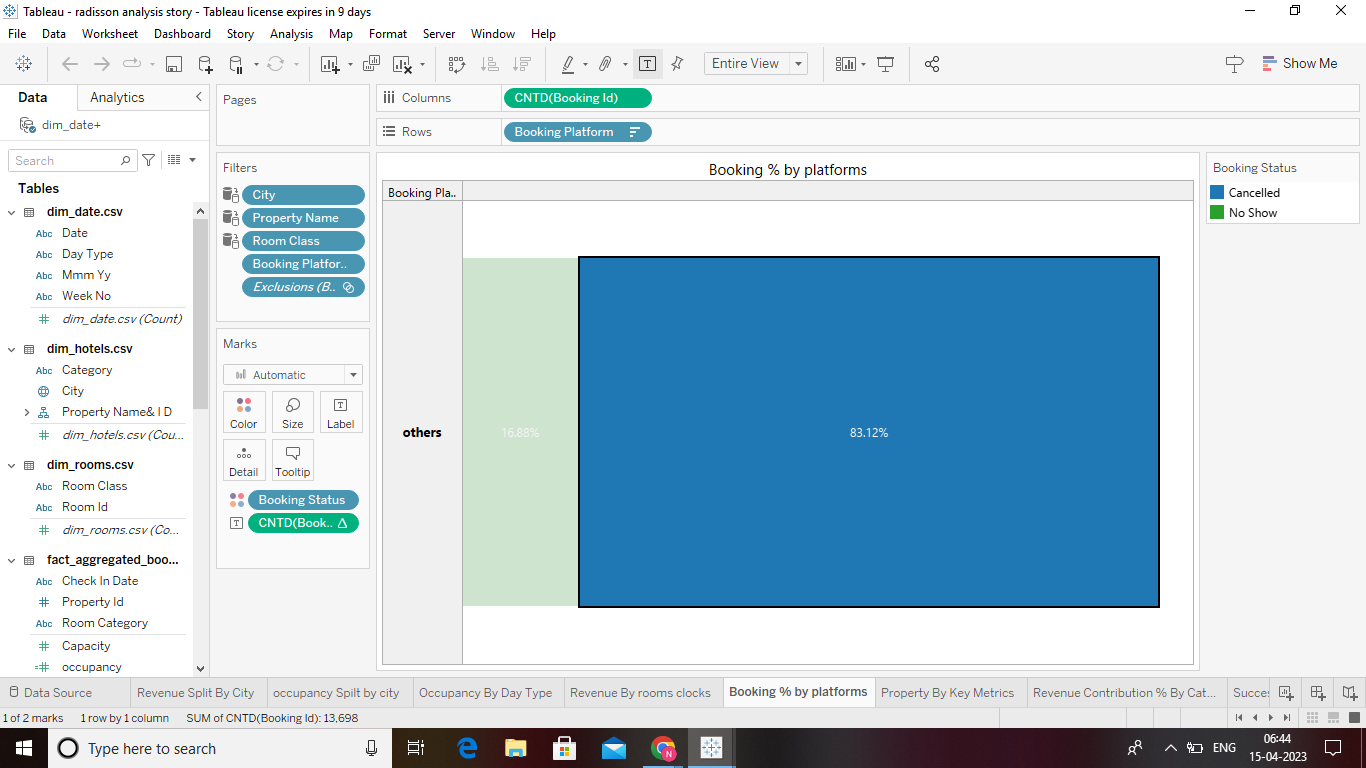 Tableau - radisson analysis story - Tableau license expires in 9 days
File Data Worksheet Dashboard Story Analysis Map Format Server Window Help
Entire View
Show Me
Data Analytics
dim_date+
Search
Tables
dim_date.csv
Abc Date
Abc Day Type
Abc Mmm Yy
Abc Week No
dim_date.csv (Count)
dim_hotels.csv
Abc Category
City
Property Name& I D
dim_hotels.csv (Cou...
dim_rooms.csv
Abc Room Class
Abc Room Id
dim_rooms.csv (Co...
fact_aggregated_boo...
Abc Check In Date
Property Id
Abc Room Category
Capacity
occupancy
Pages
Filters
City
Property Name
Room Class
Booking Platfor..
Exclusions (B..
Marks
Automatic
Color Size Label
Detail Tooltip
Booking Status
CNTD(Book..
Columns CNTD(Booking Id)
Rows Booking Platform
Booking % by platforms
Booking Pla..
others
16.88%
83.12%
Booking Status
Cancelled
No Show
Data Source Revenue Split By City occupancy Spilt by city Occupancy By Day Type Revenue By rooms clocks Booking % by platforms Property By Key Metrics Revenue Contribution % By Cat... Succes
1 of 2 marks 1 row by 1 column SUM of CNTD(Booking Id): 13,698
Type here to search
N
ENG
06:44
15-04-2023